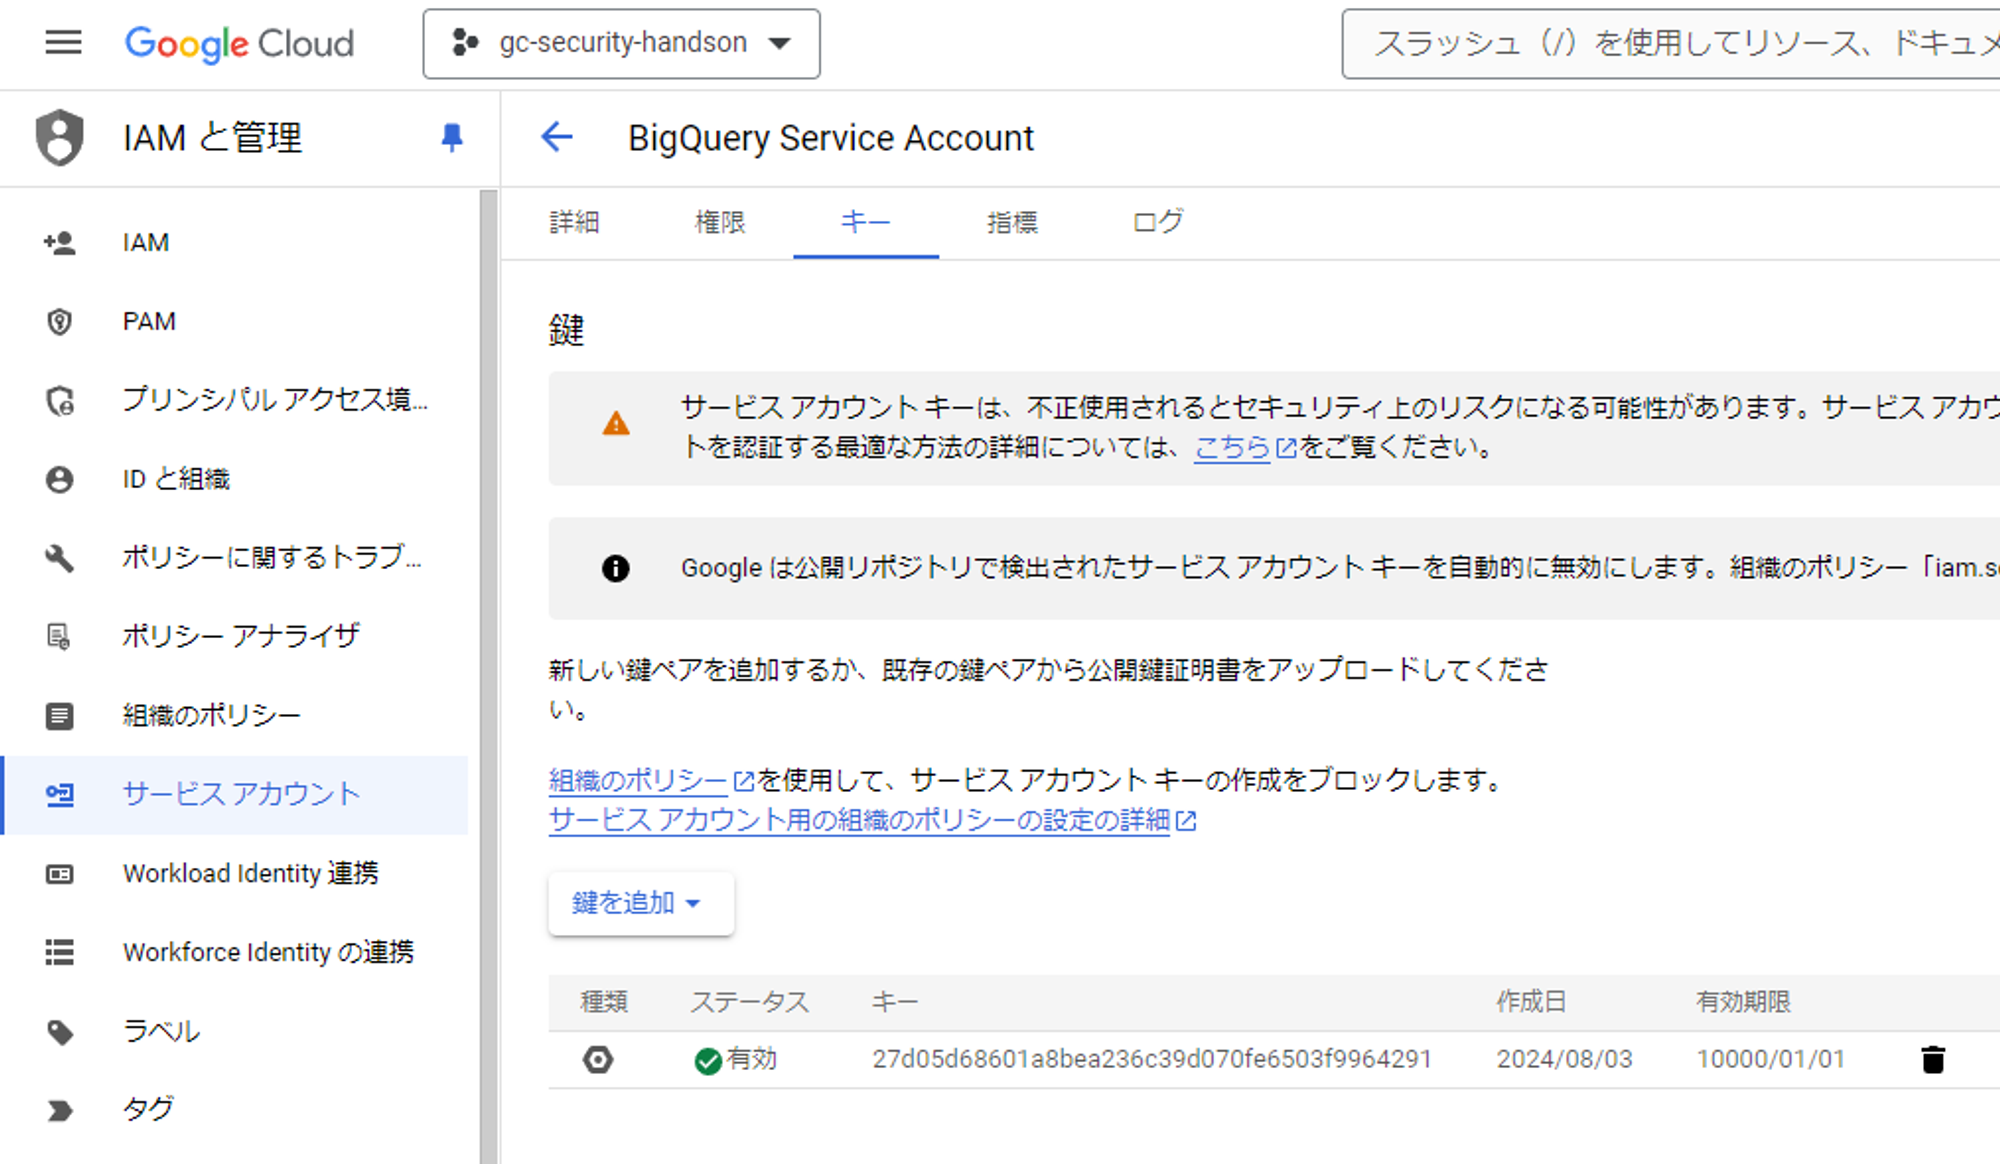 Google Cloud
gc-security-handson
スラッシュ（/）を使用してリソース、ドキュメ
IAM と管理
BigQuery Service Account
詳細
権限
キー
指標
ログ
IAM
PAM
プリンシパル アクセス境...
ID と組織
ポリシーに関するトラブ...
ポリシー アナライザ
組織のポリシー
サービス アカウント
Workload Identity 連携
Workforce Identity の連携
ラベル
タグ
鍵
サービス アカウント キーは、不正使用されるとセキュリティ上のリスクになる可能性があります。サービス アカウ
トを認証する最適な方法の詳細については、こちらをご覧ください。
Google は公開リポジトリで検出されたサービス アカウント キーを自動的に無効にします。組織のポリシー「iam.se
新しい鍵ペアを追加するか、既存の鍵ペアから公開鍵証明書をアップロードしてくださ
い。
組織のポリシーを使用して、サービス アカウント キーの作成をブロックします。
サービス アカウント用の組織のポリシーの設定の詳細
鍵を追加
種類 ステータス キー 作成日 有効期限
有効 27d05d68601a8bea236c39d070fe6503f9964291 2024/08/03 10000/01/01